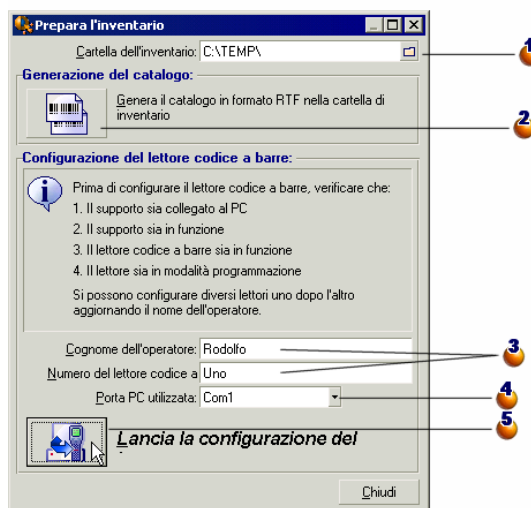 Prepara l'inventario
Cartella dell'inventario: C:\TEMP\
1
Generazione del catalogo:
Genera il catalogo in formato RTF nella cartella di
inventario
2
Configurazione del lettore codice a barre:
Prima di configurare il lettore codice a barre, verificare che:
1. Il supporto sia collegato al PC
2. Il supporto sia in funzione
3. Il lettore codice a barre sia in funzione
4. Il lettore sia in modalità programmazione
Si possono configurare diversi lettori uno dopo l'altro
aggiornando il nome dell'operatore.
Cognome dell'operatore: Rodolfo
3
Numero del lettore codice a Uno
Porta PC utilizzata: Com1
4
5
Lancia la configurazione del
Chiudi